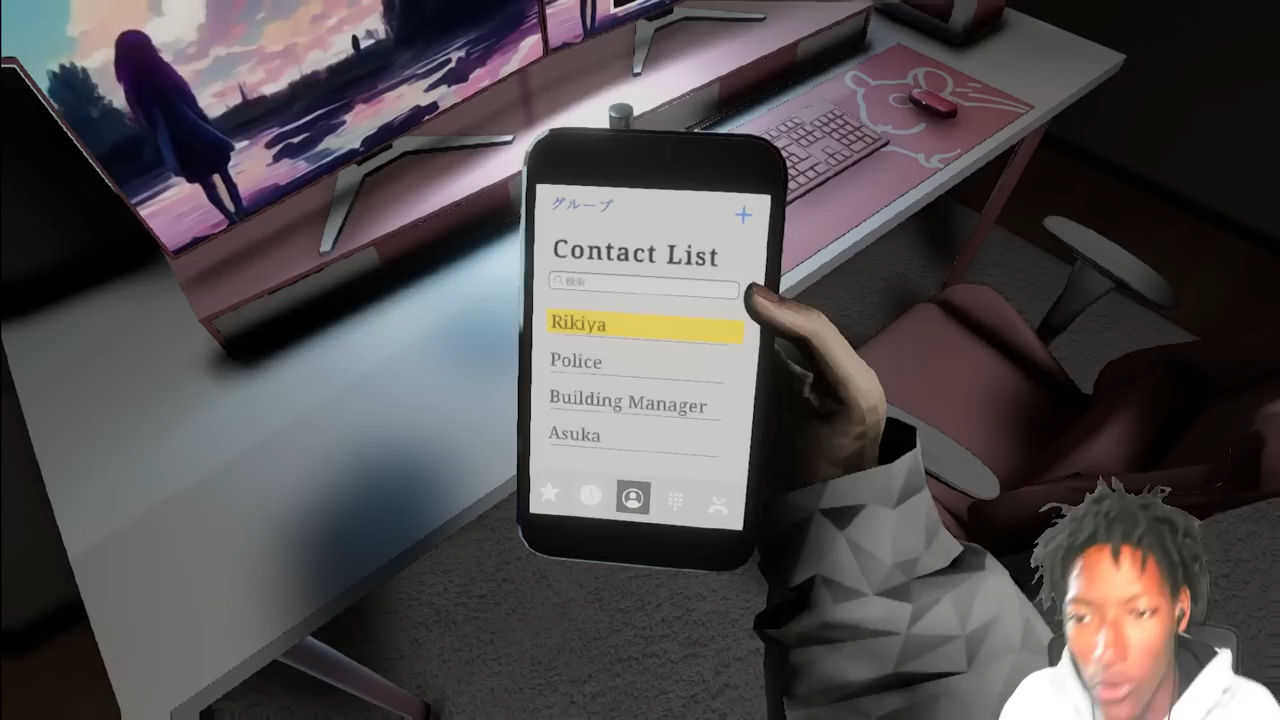 グループ
Contact List
検索
Rikiya
Police
Building Manager
Asuka